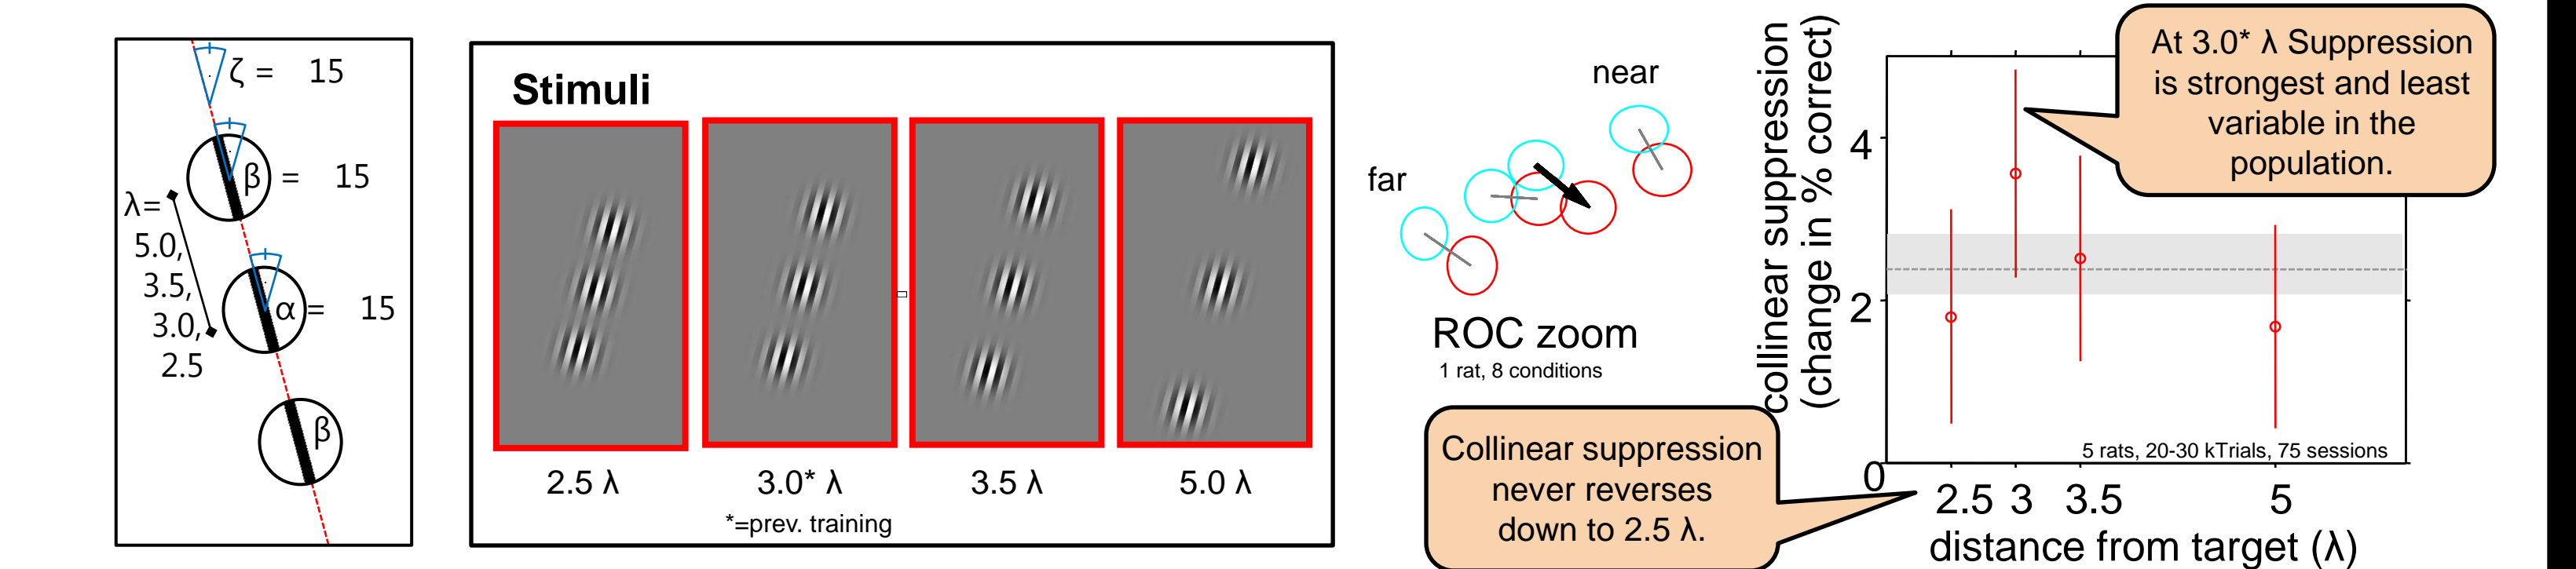 ζ = 15
β = 15
λ=
5.0,
3.5,
3.0,
2.5
α= 15
β
Stimuli
2.5 λ
3.0* λ
3.5 λ
5.0 λ
*=prev. training
near
far
ROC zoom
1 rat, 8 conditions
Collinear suppression
never reverses
down to 2.5 λ.
collinear suppression
(change in % correct)
4
2
0
At 3.0* λ Suppression
is strongest and least
variable in the
population.
5 rats, 20-30 kTrials, 75 sessions
2.5 3 3.5 5
distance from target (λ)